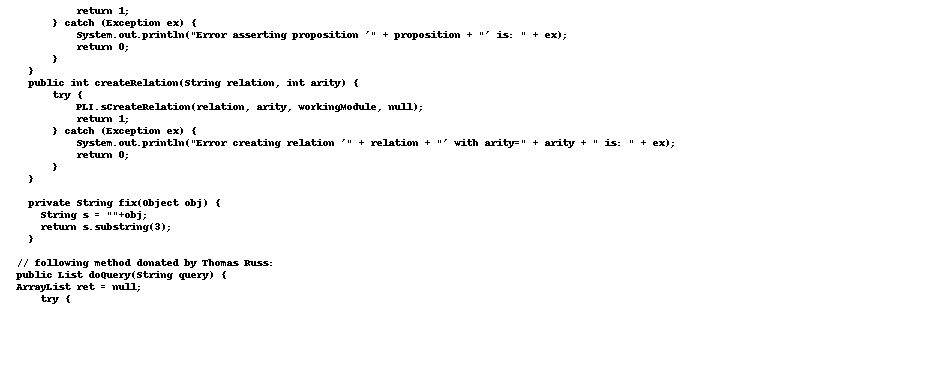 return 1;
} catch (Exception ex) {
System.out.println("Error asserting proposition '" + proposition + "' is: " + ex);
return 0;
}
}
public int createRelation(String relation, int arity) {
try {
PLI.sCreateRelation(relation, arity, workingModule, null);
return 1;
} catch (Exception ex) {
System.out.println("Error creating relation '" + relation + "' with arity=" + arity + " is: " + ex);
return 0;
}
}
private String fix(Object obj) {
String s = ""+obj;
return s.substring(3);
}
// following method donated by Thomas Russ:
public List doQuery(String query) {
ArrayList ret = null;
try {